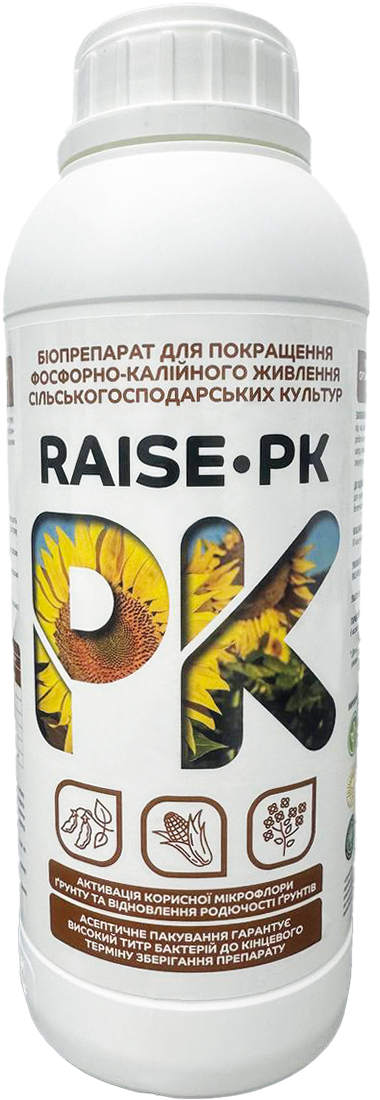 БІОПРЕПАРАТ ДЛЯ ПОКРАЩЕННЯ
ФОСФОРНО-КАЛІЙНОГО ЖИВЛЕННЯ
СІЛЬСЬКОГОСПОДАРСЬКИХ КУЛЬТУР
RAISE•PK
PK
АКТИВАЦІЯ КОРИСНОЇ МІКРОФЛОРИ
ҐРУНТУ ТА ВІДНОВЛЕННЯ РОДЮЧОСТІ ҐРУНТІВ
АСЕПТИЧНЕ ПАКУВАННЯ ГАРАНТУЄ
ВИСОКИЙ ТИТР БАКТЕРІЙ ДО КІНЦЕВОГО
ТЕРМІНУ ЗБЕРІГАННЯ ПРЕПАРАТУ